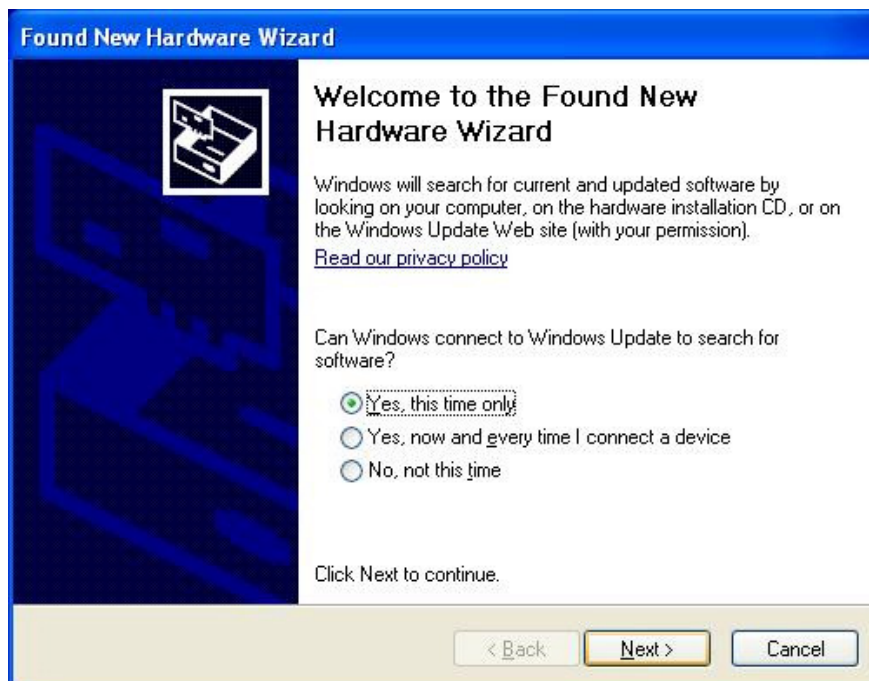 Found New Hardware Wizard
Welcome to the Found New
Hardware Wizard
Windows will search for current and updated software by
looking on your computer, on the hardware installation CD, or on
the Windows Update Web site (with your permission).
Read our privacy policy
Can Windows connect to Windows Update to search for
software?
Yes, this time only
Yes, now and every time I connect a device
No, not this time
Click Next to continue.
< Back
Next >
Cancel